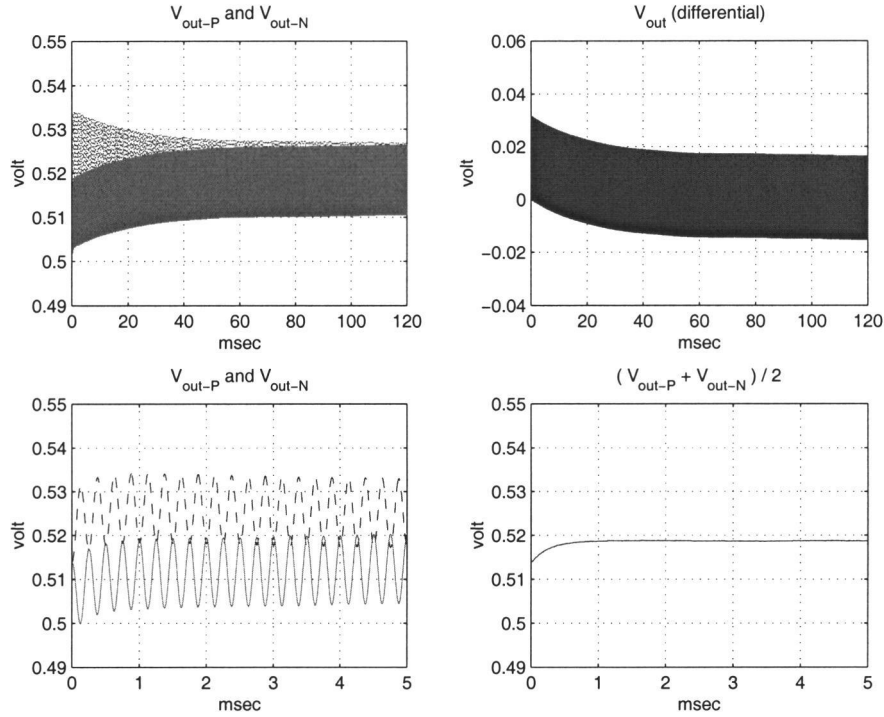 V_out−P and V_out−N
0.55
0.54
0.53
0.52
0.51
0.5
0.49
volt
0 20 40 60 80 100 120
msec
V_out (differential)
0.06
0.04
0.02
0
−0.02
−0.04
volt
0 20 40 60 80 100 120
msec
V_out−P and V_out−N
0.55
0.54
0.53
0.52
0.51
0.5
0.49
volt
0 1 2 3 4 5
msec
( V_out−P + V_out−N ) / 2
0.55
0.54
0.53
0.52
0.51
0.5
0.49
volt
0 1 2 3 4 5
msec